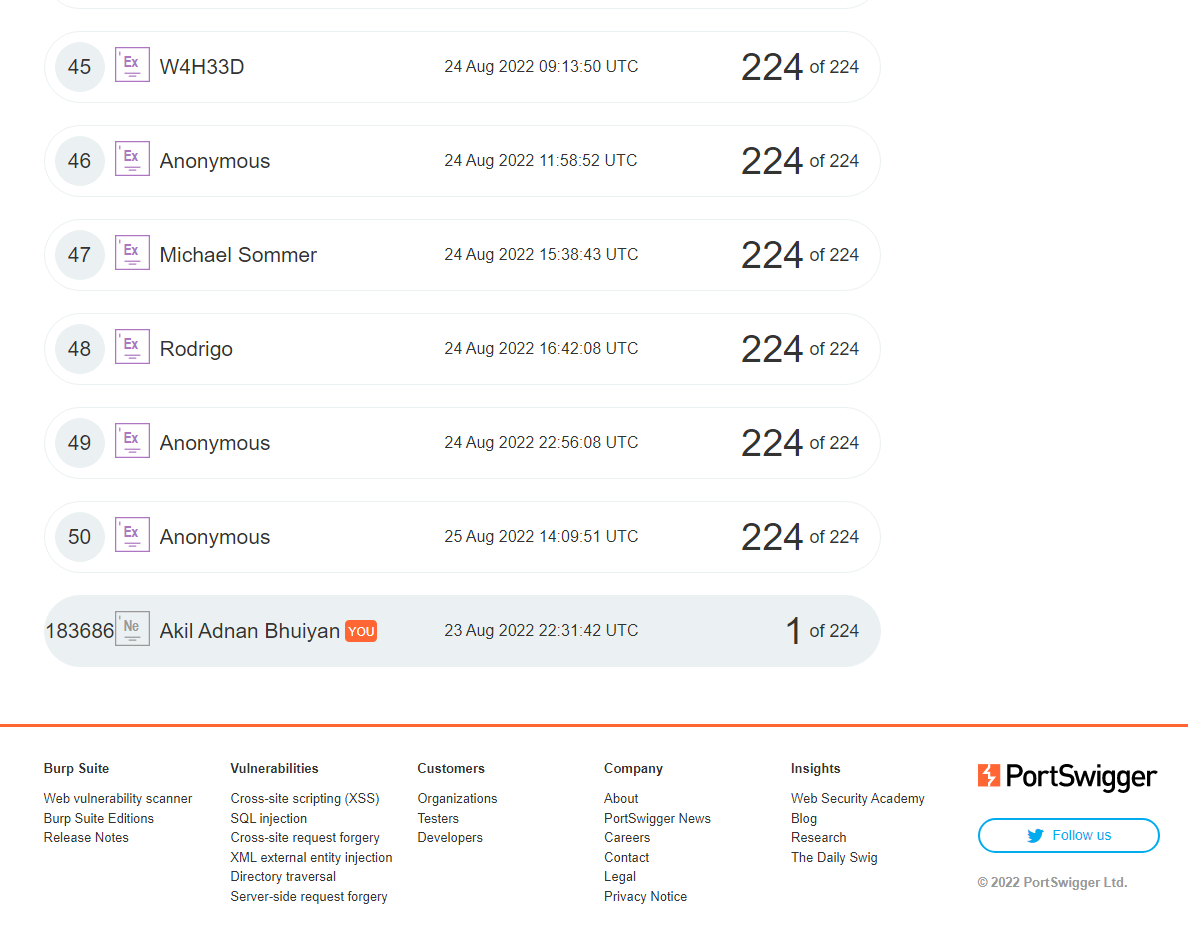 45 Ex W4H33D 24 Aug 2022 09:13:50 UTC 224 of 224
46 Ex Anonymous 24 Aug 2022 11:58:52 UTC 224 of 224
47 Ex Michael Sommer 24 Aug 2022 15:38:43 UTC 224 of 224
48 Ex Rodrigo 24 Aug 2022 16:42:08 UTC 224 of 224
49 Ex Anonymous 24 Aug 2022 22:56:08 UTC 224 of 224
50 Ex Anonymous 25 Aug 2022 14:09:51 UTC 224 of 224
183686 Ne Akil Adnan Bhuiyan YOU 23 Aug 2022 22:31:42 UTC 1 of 224
Burp Suite
Web vulnerability scanner
Burp Suite Editions
Release Notes
Vulnerabilities
Cross-site scripting (XSS)
SQL injection
Cross-site request forgery
XML external entity injection
Directory traversal
Server-side request forgery
Customers
Organizations
Testers
Developers
Company
About
PortSwigger News
Careers
Contact
Legal
Privacy Notice
Insights
Web Security Academy
Blog
Research
The Daily Swig
PortSwigger
Follow us
© 2022 PortSwigger Ltd.